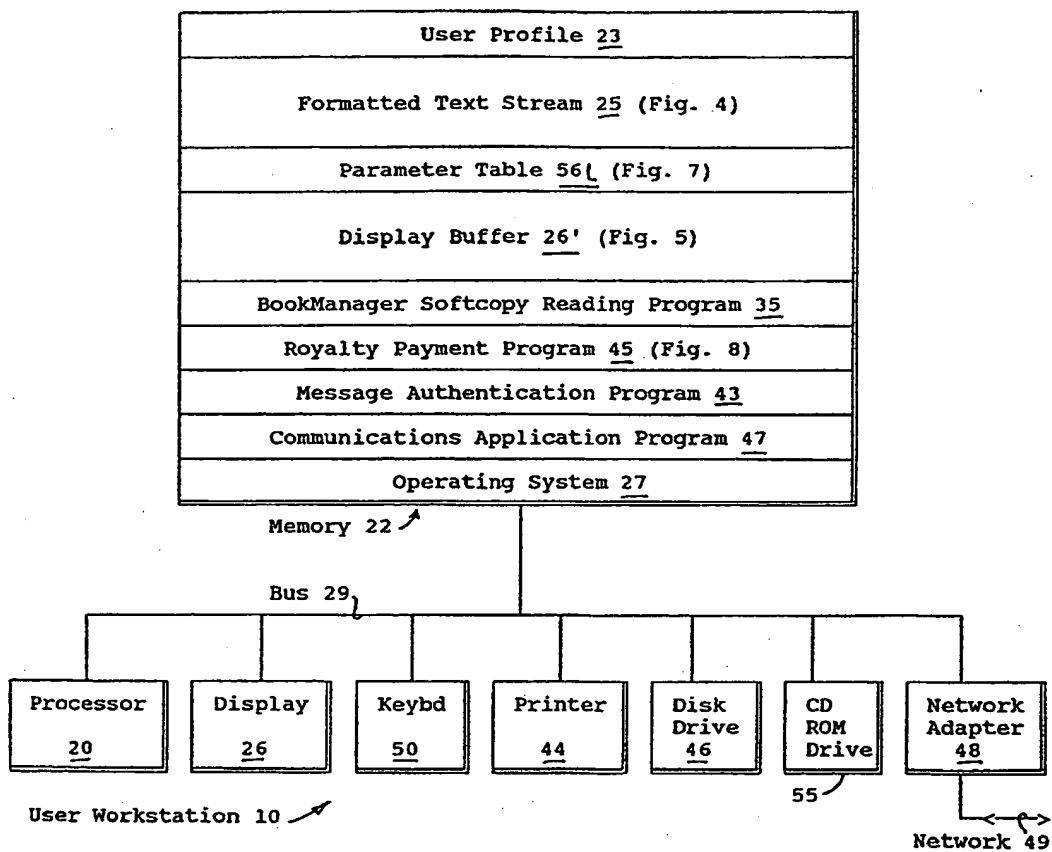 User Profile 23
Formatted Text Stream 25 (Fig. 4)
Parameter Table 56L (Fig. 7)
Display Buffer 26' (Fig. 5)
BookManager Softcopy Reading Program 35
Royalty Payment Program 45 (Fig. 8)
Message Authentication Program 43
Communications Application Program 47
Operating System 27
Memory 22
Bus 29
Processor
20
Display
26
Keybd
50
Printer
44
Disk
Drive
46
CD
ROM
Drive
55
Network
Adapter
48
User Workstation 10
Network 49